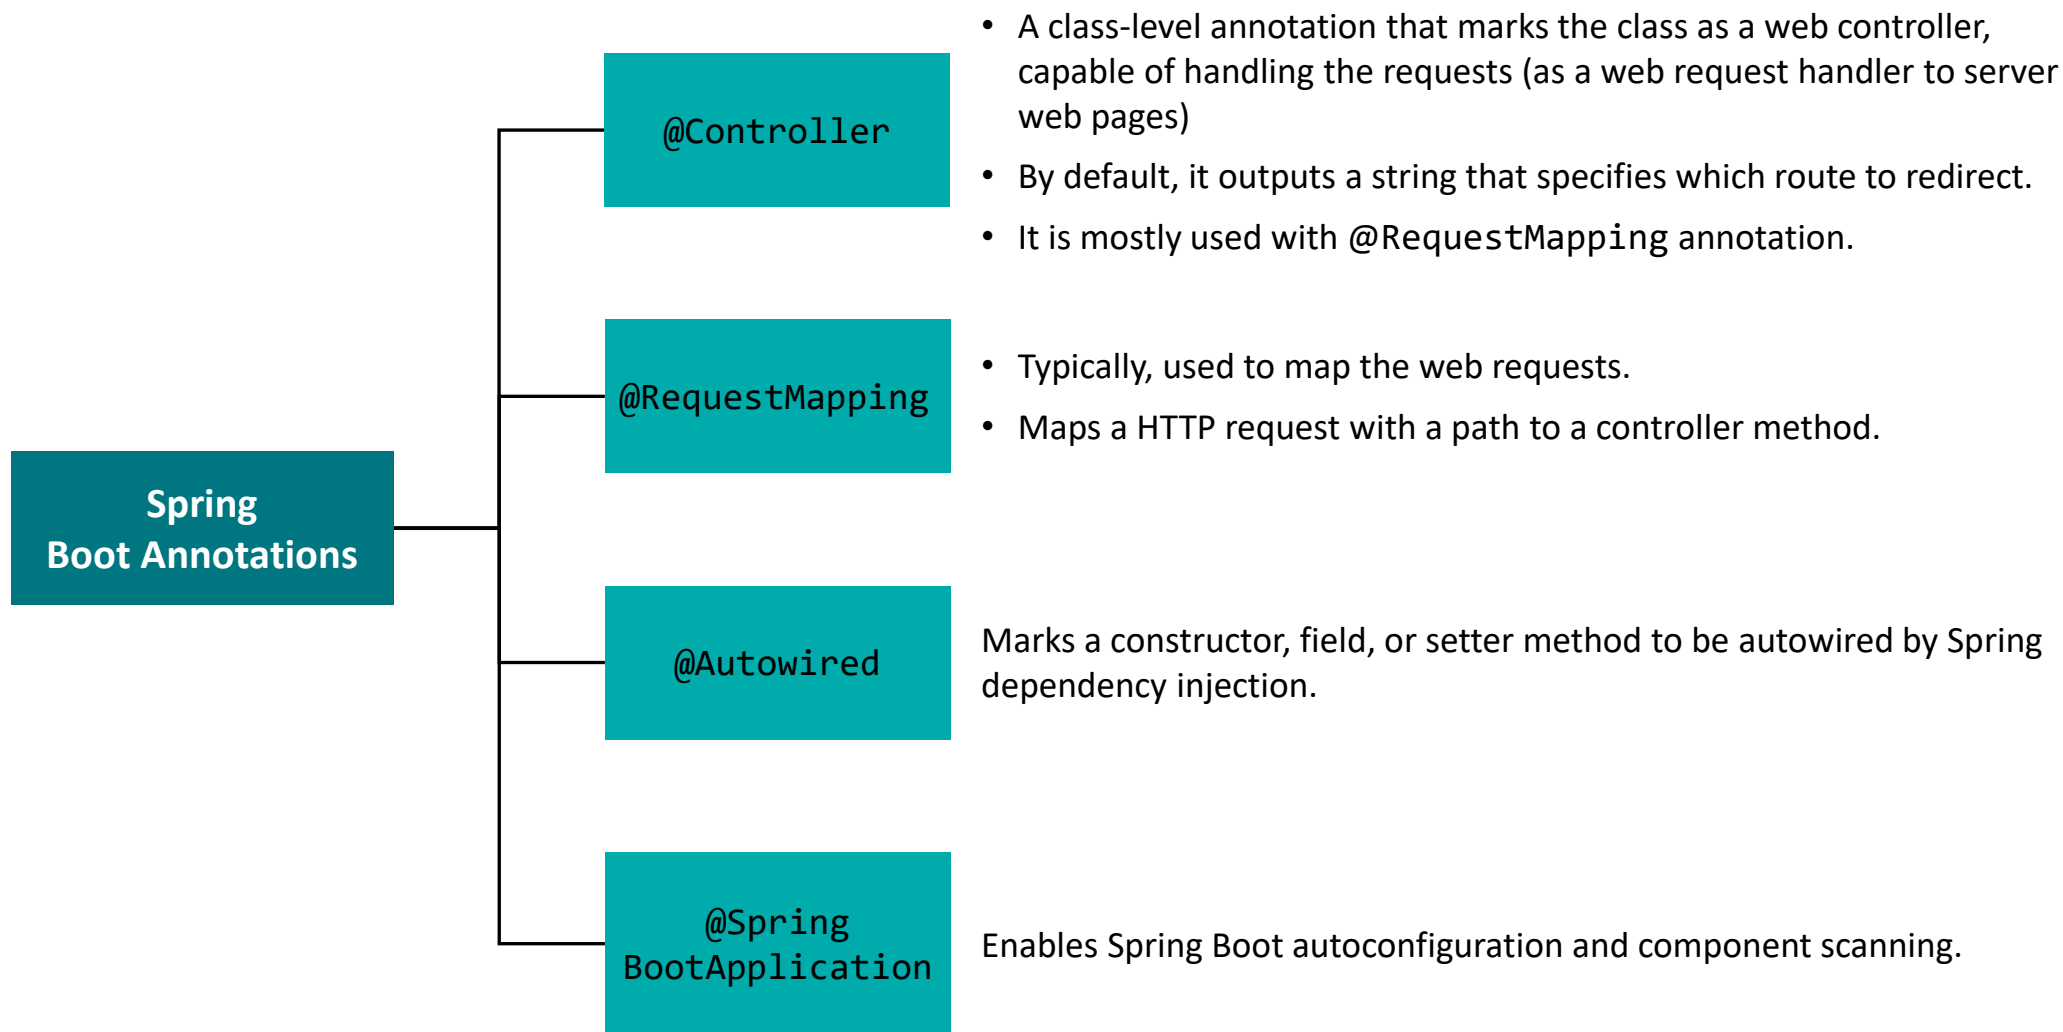 • A class-level annotation that marks the class as a web controller,
capable of handling the requests (as a web request handler to server
web pages)
@Controller
• By default, it outputs a string that specifies which route to redirect.
• It is mostly used with @RequestMapping annotation.
@RequestMapping
• Typically, used to map the web requests.
• Maps a HTTP request with a path to a controller method.
Spring
Boot Annotations
@Autowired
Marks a constructor, field, or setter method to be autowired by Spring
dependency injection.
@Spring
BootApplication
Enables Spring Boot autoconfiguration and component scanning.